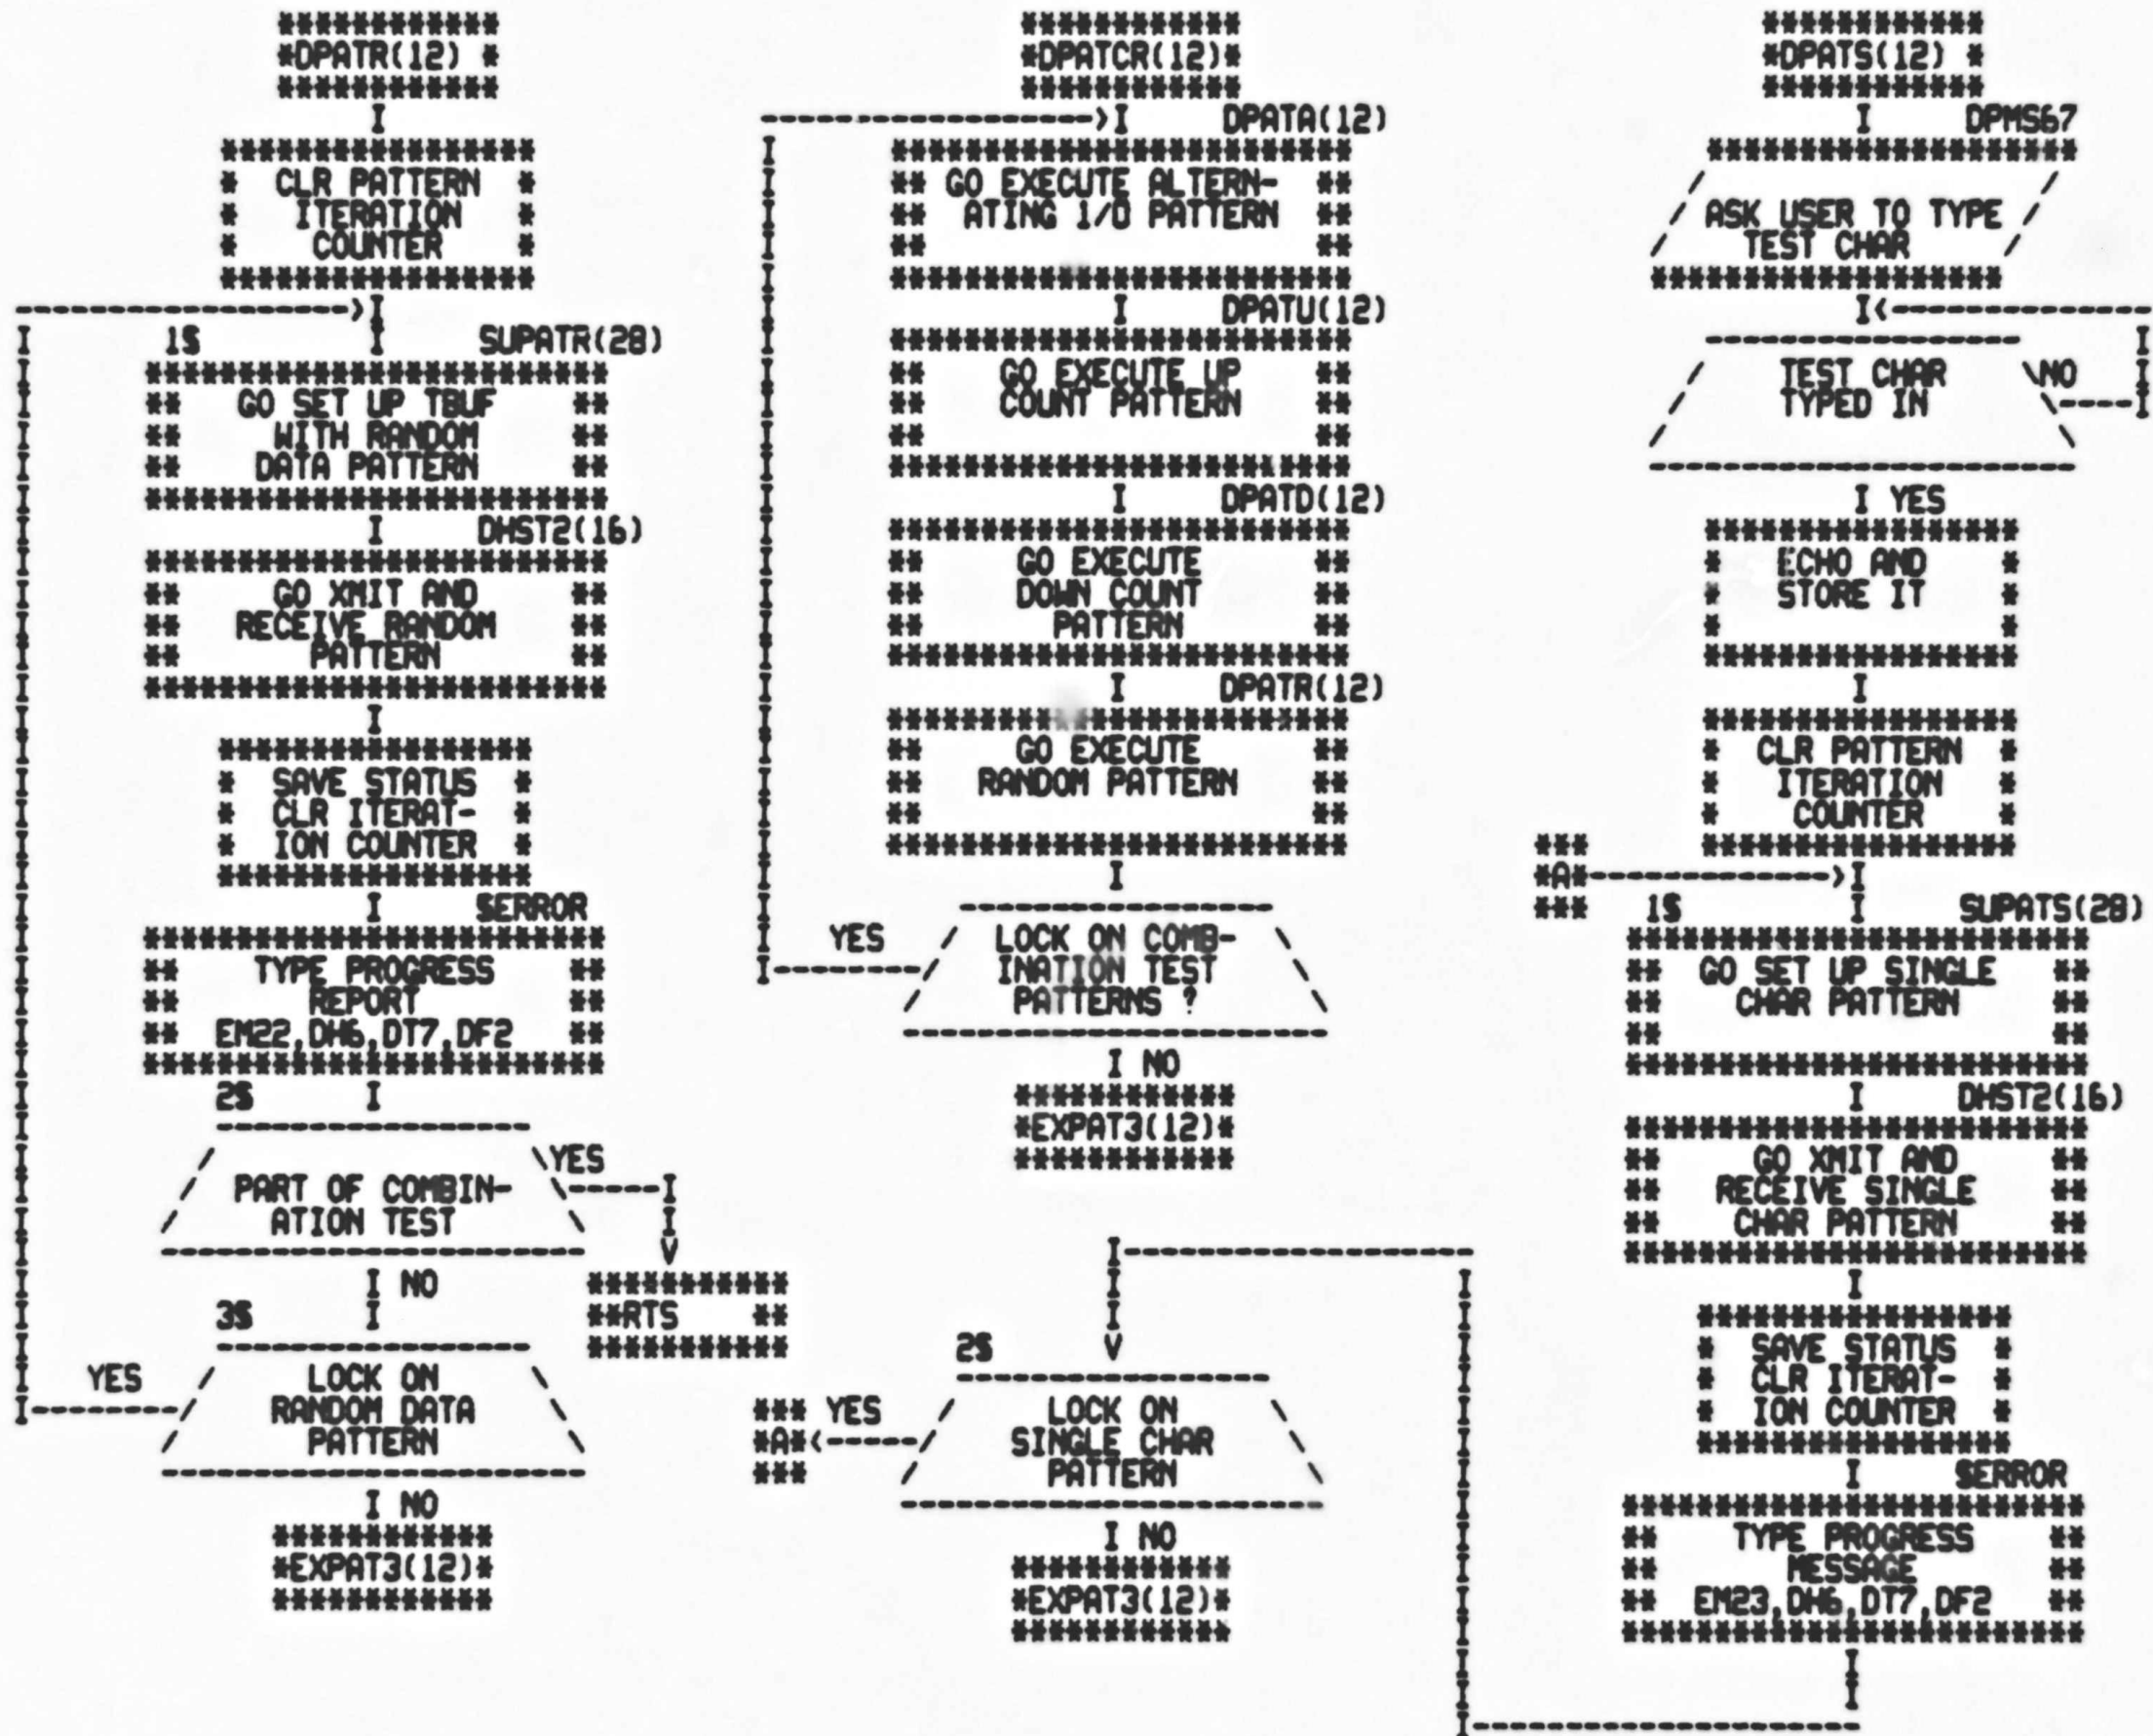 DPATR(12)
CLR PATTERN
ITERATION
COUNTER
1$ SUPATR(28)
GO SET UP TBUF
WITH RANDOM
DATA PATTERN
DHST2(16)
GO XMIT AND
RECEIVE RANDOM
PATTERN
SAVE STATUS
CLR ITERAT-
ION COUNTER
$ERROR
TYPE PROGRESS
REPORT
EM22,DH6,DT7,DF2
2$
YES
PART OF COMBIN-
ATION TEST
NO
RTS
3$
YES LOCK ON
RANDOM DATA
PATTERN
NO
EXPAT3(12)
DPATCR(12)
DPATA(12)
GO EXECUTE ALTERN-
ATING 1/0 PATTERN
DPATU(12)
GO EXECUTE UP
COUNT PATTERN
DPATD(12)
GO EXECUTE
DOWN COUNT
PATTERN
DPATR(12)
GO EXECUTE
RANDOM PATTERN
YES LOCK ON COMB-
INATION TEST
PATTERNS ?
NO
EXPAT3(12)
2$
YES LOCK ON
A SINGLE CHAR
PATTERN
NO
EXPAT3(12)
DPATS(12)
DPMS67
ASK USER TO TYPE
TEST CHAR
TEST CHAR NO
TYPED IN
YES
ECHO AND
STORE IT
CLR PATTERN
ITERATION
COUNTER
A
1$ SUPATS(28)
GO SET UP SINGLE
CHAR PATTERN
DHST2(16)
GO XMIT AND
RECEIVE SINGLE
CHAR PATTERN
SAVE STATUS
CLR ITERAT-
ION COUNTER
$ERROR
TYPE PROGRESS
MESSAGE
EM23,DH6,DT7,DF2